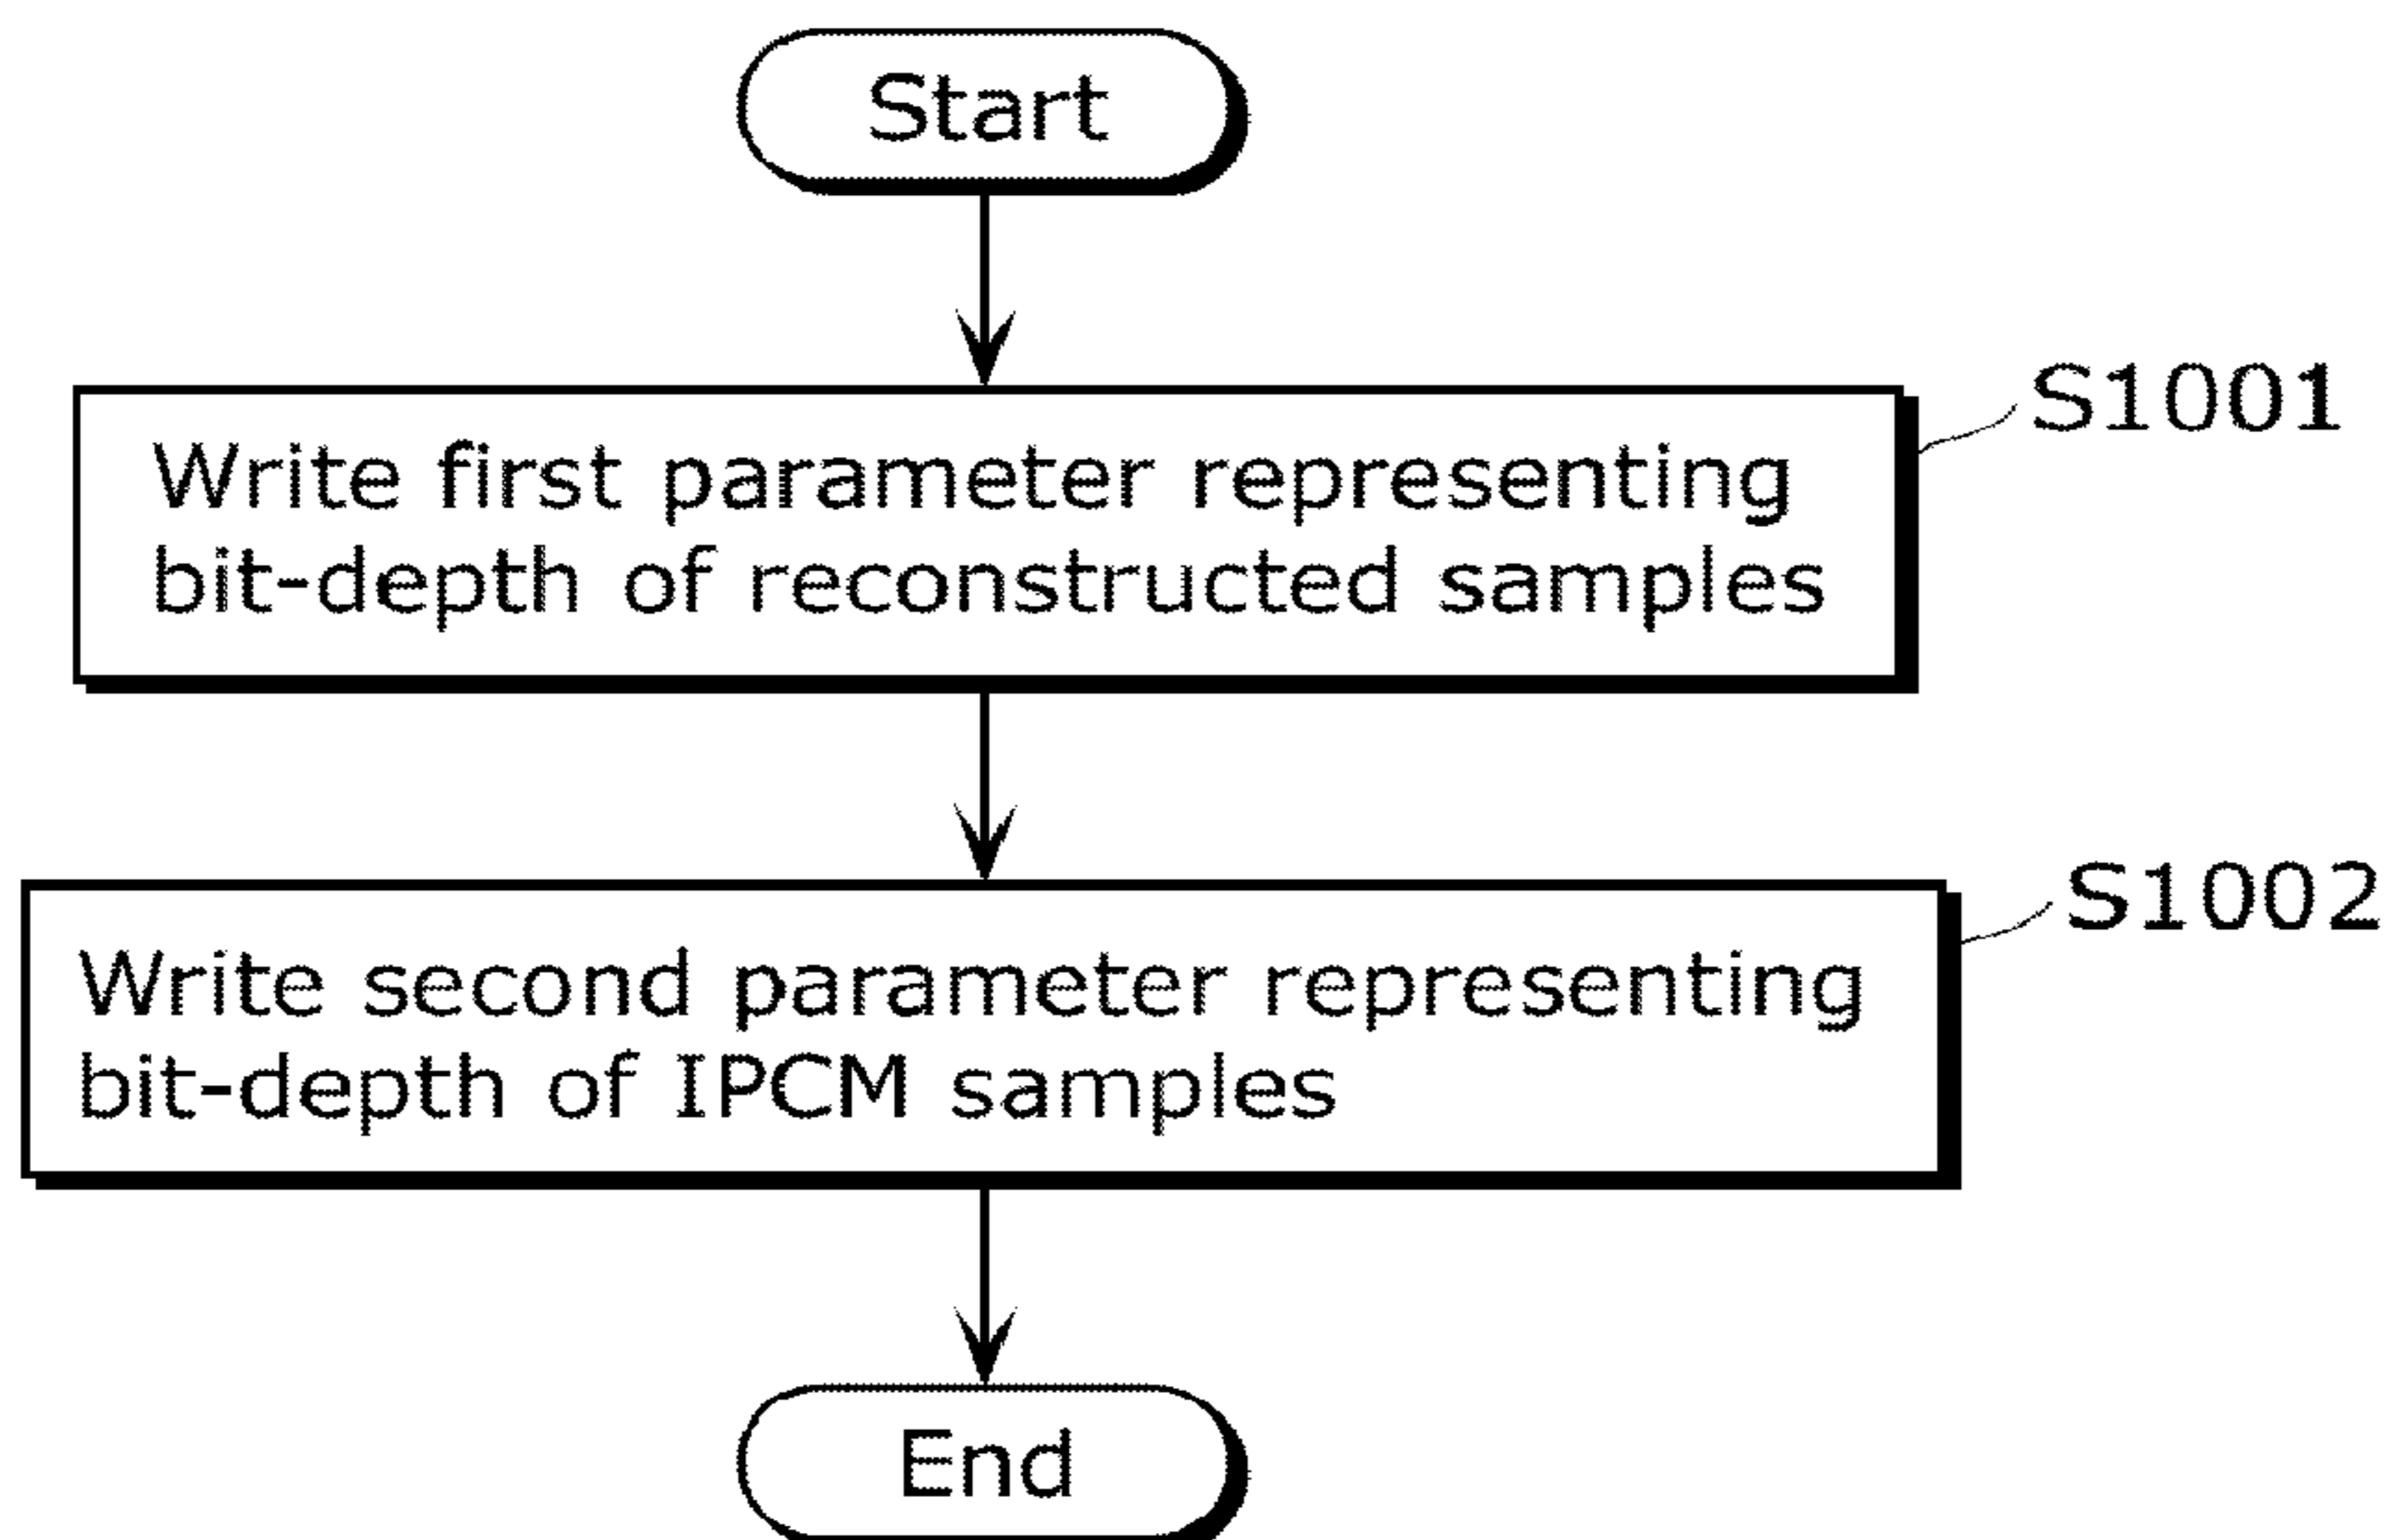 Start
S1001
Write first parameter representing
bit-depth of reconstructed samples
S1002
Write second parameter representing
bit-depth of IPCM samples
End